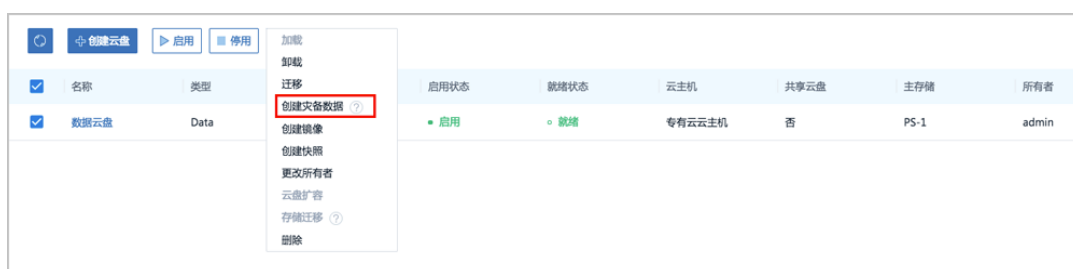 创建云盘 启用 停用
加载
卸载
迁移
创建灾备数据 ?
创建镜像
创建快照
更改所有者
云盘扩容
存储迁移 ?
删除
名称 类型 启用状态 就绪状态 云主机 共享云盘 主存储 所有者
数据云盘 Data 启用 就绪 专有云云主机 否 PS-1 admin